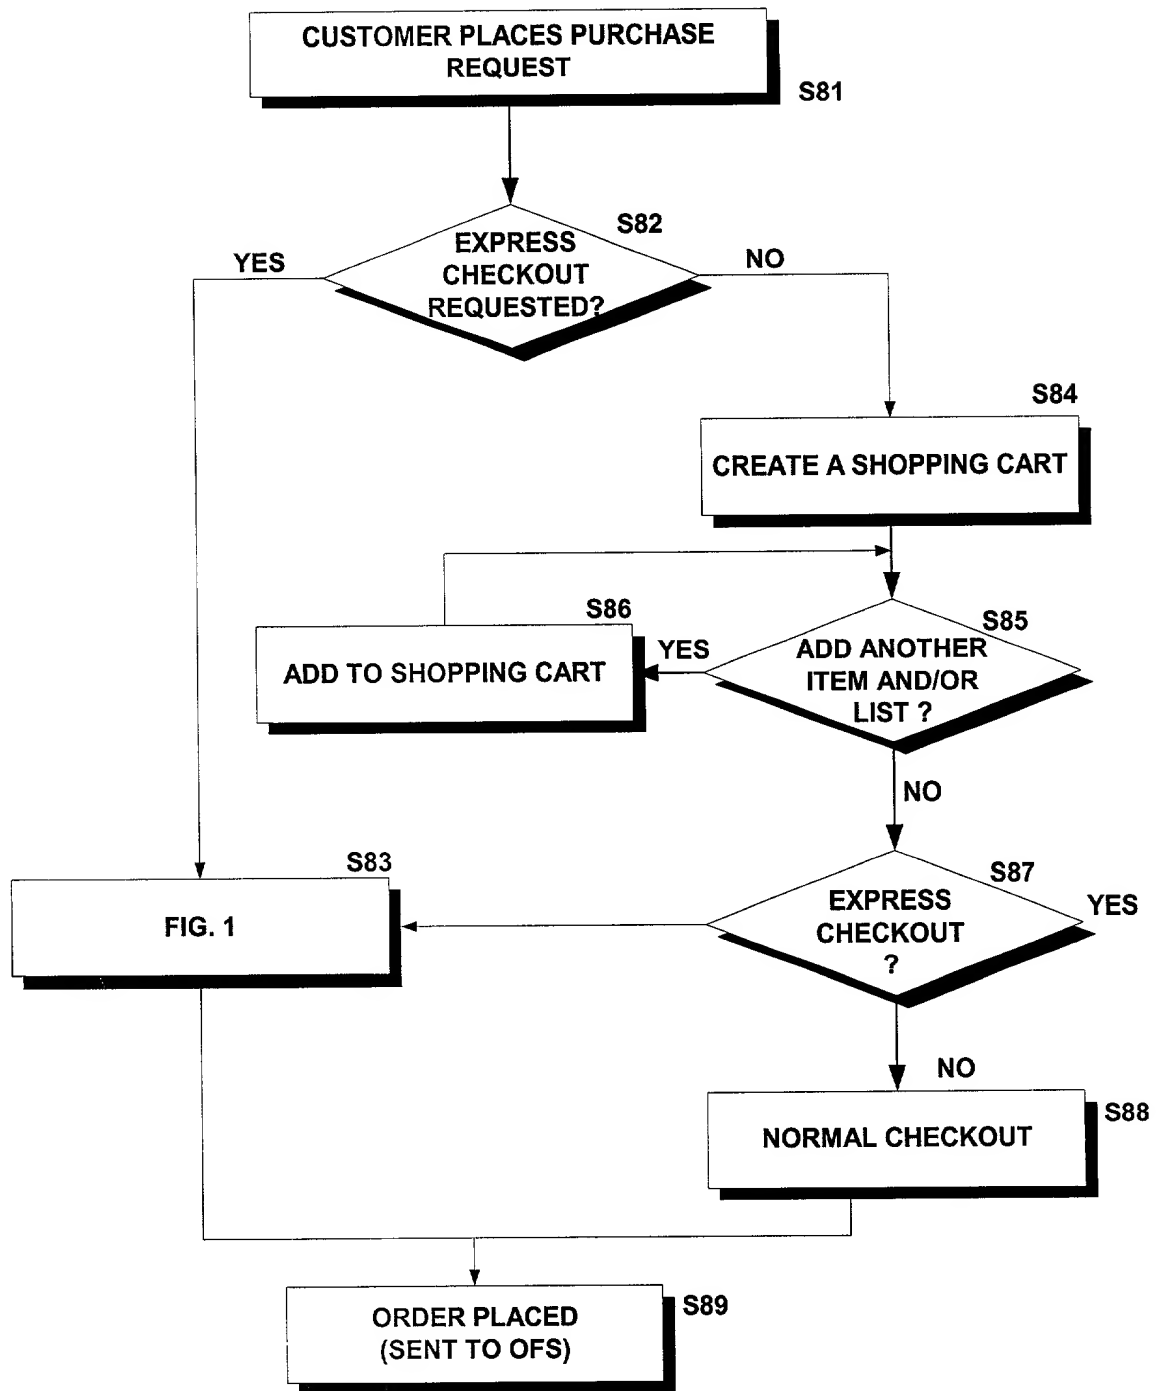 CUSTOMER PLACES PURCHASE
REQUEST
S81
S82
EXPRESS
CHECKOUT
REQUESTED?
YES
NO
S84
CREATE A SHOPPING CART
S86
ADD TO SHOPPING CART
YES
S85
ADD ANOTHER
ITEM AND/OR
LIST ?
NO
S83
FIG. 1
S87
EXPRESS
CHECKOUT
?
YES
NO
S88
NORMAL CHECKOUT
S89
ORDER PLACED
(SENT TO OFS)